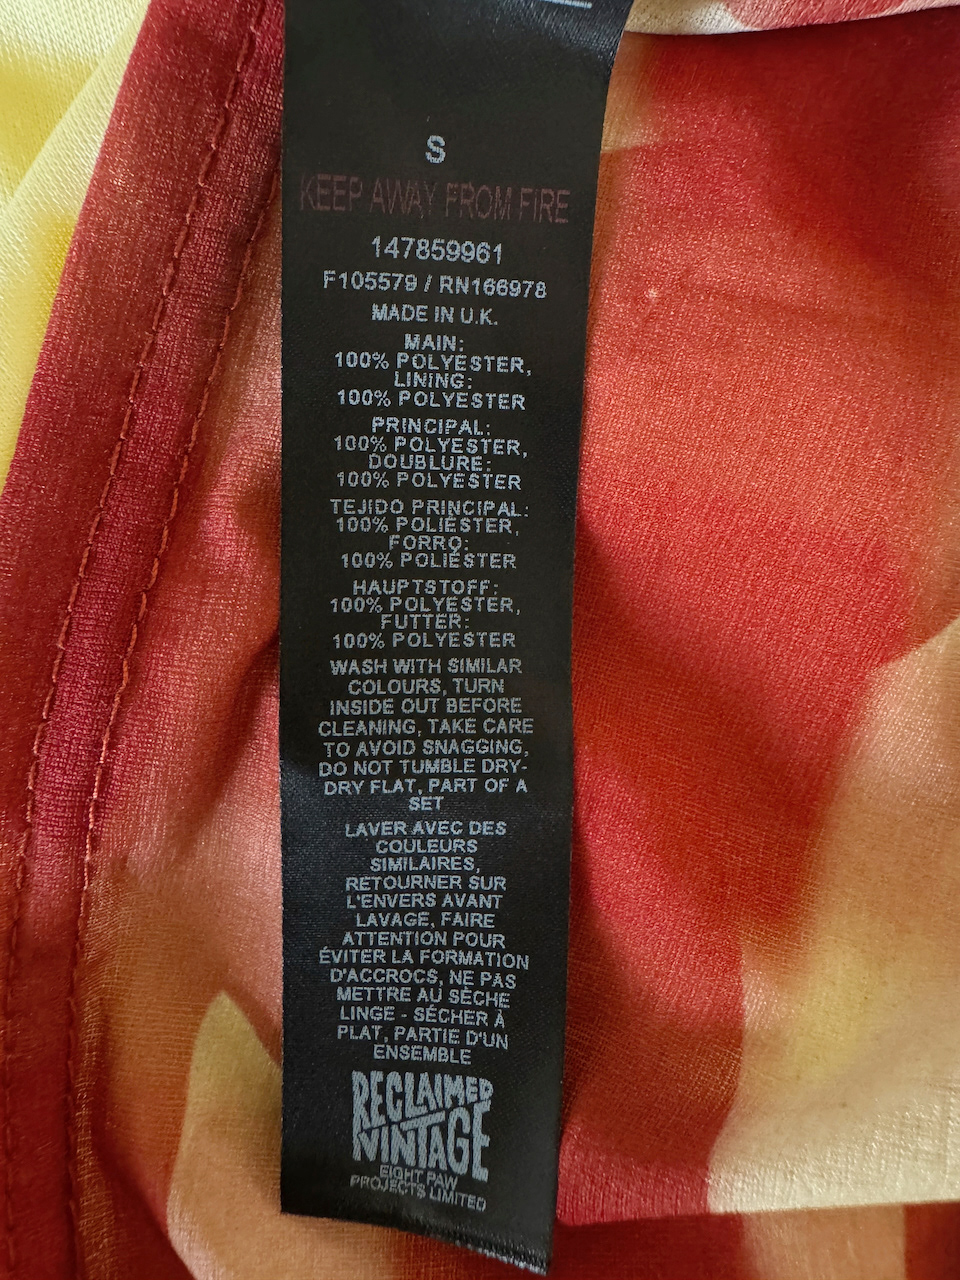 S
KEEP AWAY FROM FIRE
147859961
F105579 / RN166978
MADE IN U.K.
MAIN:
100% POLYESTER,
LINING:
100% POLYESTER
PRINCIPAL:
100% POLYESTER,
DOUBLURE:
100% POLYESTER
TEJIDO PRINCIPAL:
100% POLIÉSTER,
FORRO:
100% POLIÉSTER
HAUPTSTOFF:
100% POLYESTER,
FUTTER:
100% POLYESTER
WASH WITH SIMILAR
COLOURS, TURN
INSIDE OUT BEFORE
CLEANING, TAKE CARE
TO AVOID SNAGGING,
DO NOT TUMBLE DRY-
DRY FLAT, PART OF A
SET
LAVER AVEC DES
COULEURS
SIMILAIRES,
RETOURNER SUR
L'ENVERS AVANT
LAVAGE, FAIRE
ATTENTION POUR
ÉVITER LA FORMATION
D'ACCROCS, NE PAS
METTRE AU SÈCHE
LINGE - SÉCHER À
PLAT, PARTIE D'UN
ENSEMBLE
RECLAIMED
VINTAGE
EIGHT PAW
PROJECTS LIMITED